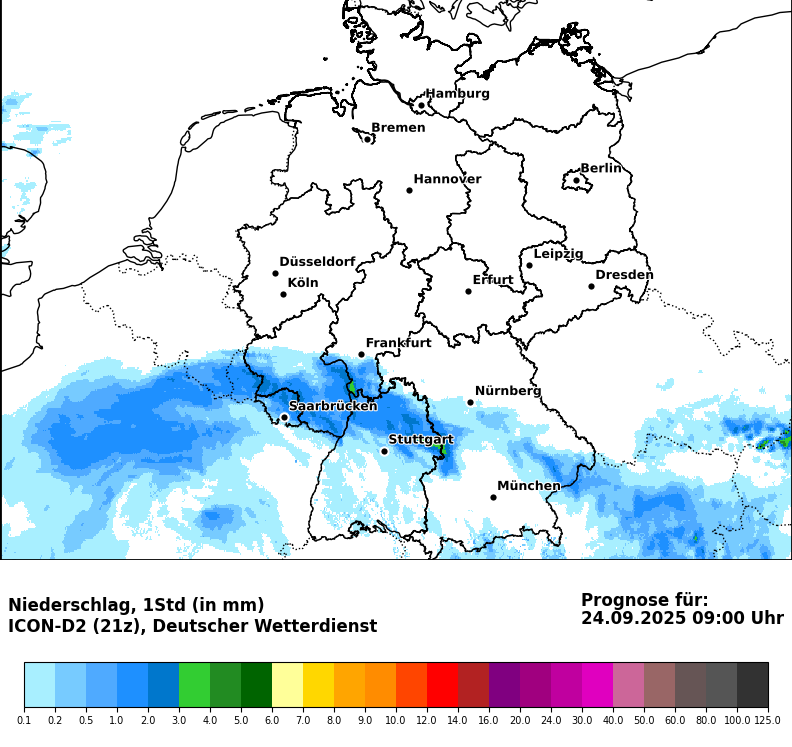 Hamburg
Bremen
Berlin
Hannover
Leipzig
Düsseldorf
Dresden
Köln
Erfurt
Frankfurt
Nürnberg
Saarbrücken
Stuttgart
München
Niederschlag, 1Std (in mm)
ICON-D2 (21z), Deutscher Wetterdienst
Prognose für:
24.09.2025 09:00 Uhr
0.1 0.2 0.5 1.0 2.0 3.0 4.0 5.0 6.0 7.0 8.0 9.0 10.0 12.0 14.0 16.0 20.0 24.0 30.0 40.0 50.0 60.0 80.0 100.0 125.0